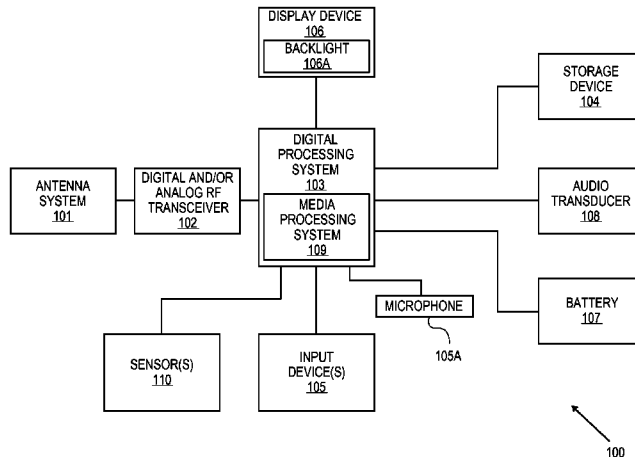 DISPLAY DEVICE
106
BACKLIGHT
106A
STORAGE
DEVICE
104
DIGITAL
PROCESSING
SYSTEM
103
MEDIA
PROCESSING
SYSTEM
109
ANTENNA
SYSTEM
101
DIGITAL AND/OR
ANALOG RF
TRANSCEIVER
102
AUDIO
TRANSDUCER
108
BATTERY
107
MICROPHONE
105A
SENSOR(S)
110
INPUT
DEVICE(S)
105
100